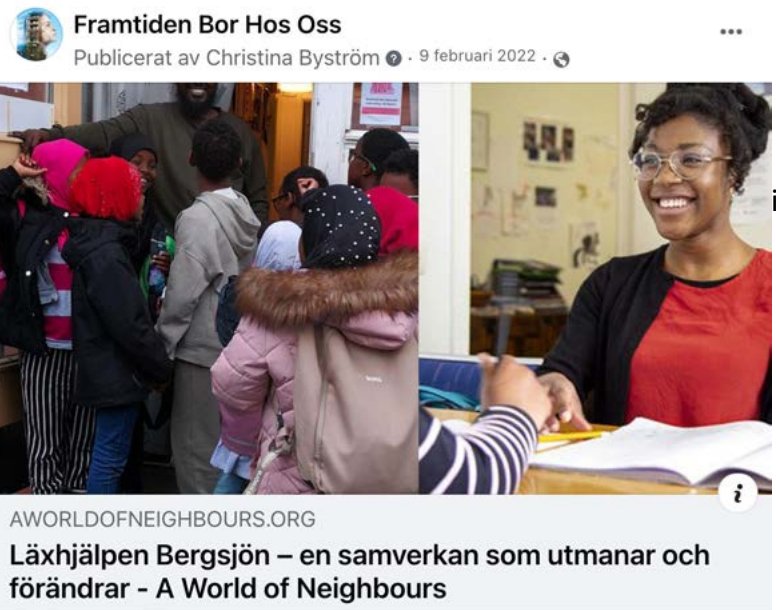 Framtiden Bor Hos Oss
Publicerat av Christina Byström ? · 9 februari 2022 ·
i
AWORLDOFNEIGHBOURS.ORG
Läxhjälpen Bergsjön – en samverkan som utmanar och
förändrar - A World of Neighbours